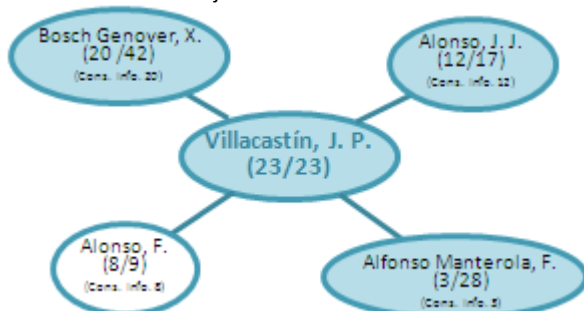 Bosch Genover, X.
(20 /42)
(Cons. Info. 20)
Alonso, J. J.
(12/17)
(Cons. Info. 12)
Villacastín, J. P.
(23/23)
Alonso, F.
(8/9)
(Cons. Info. 8)
Alfonso Manterola, F.
(3/28)
(Cons. Info. 3)